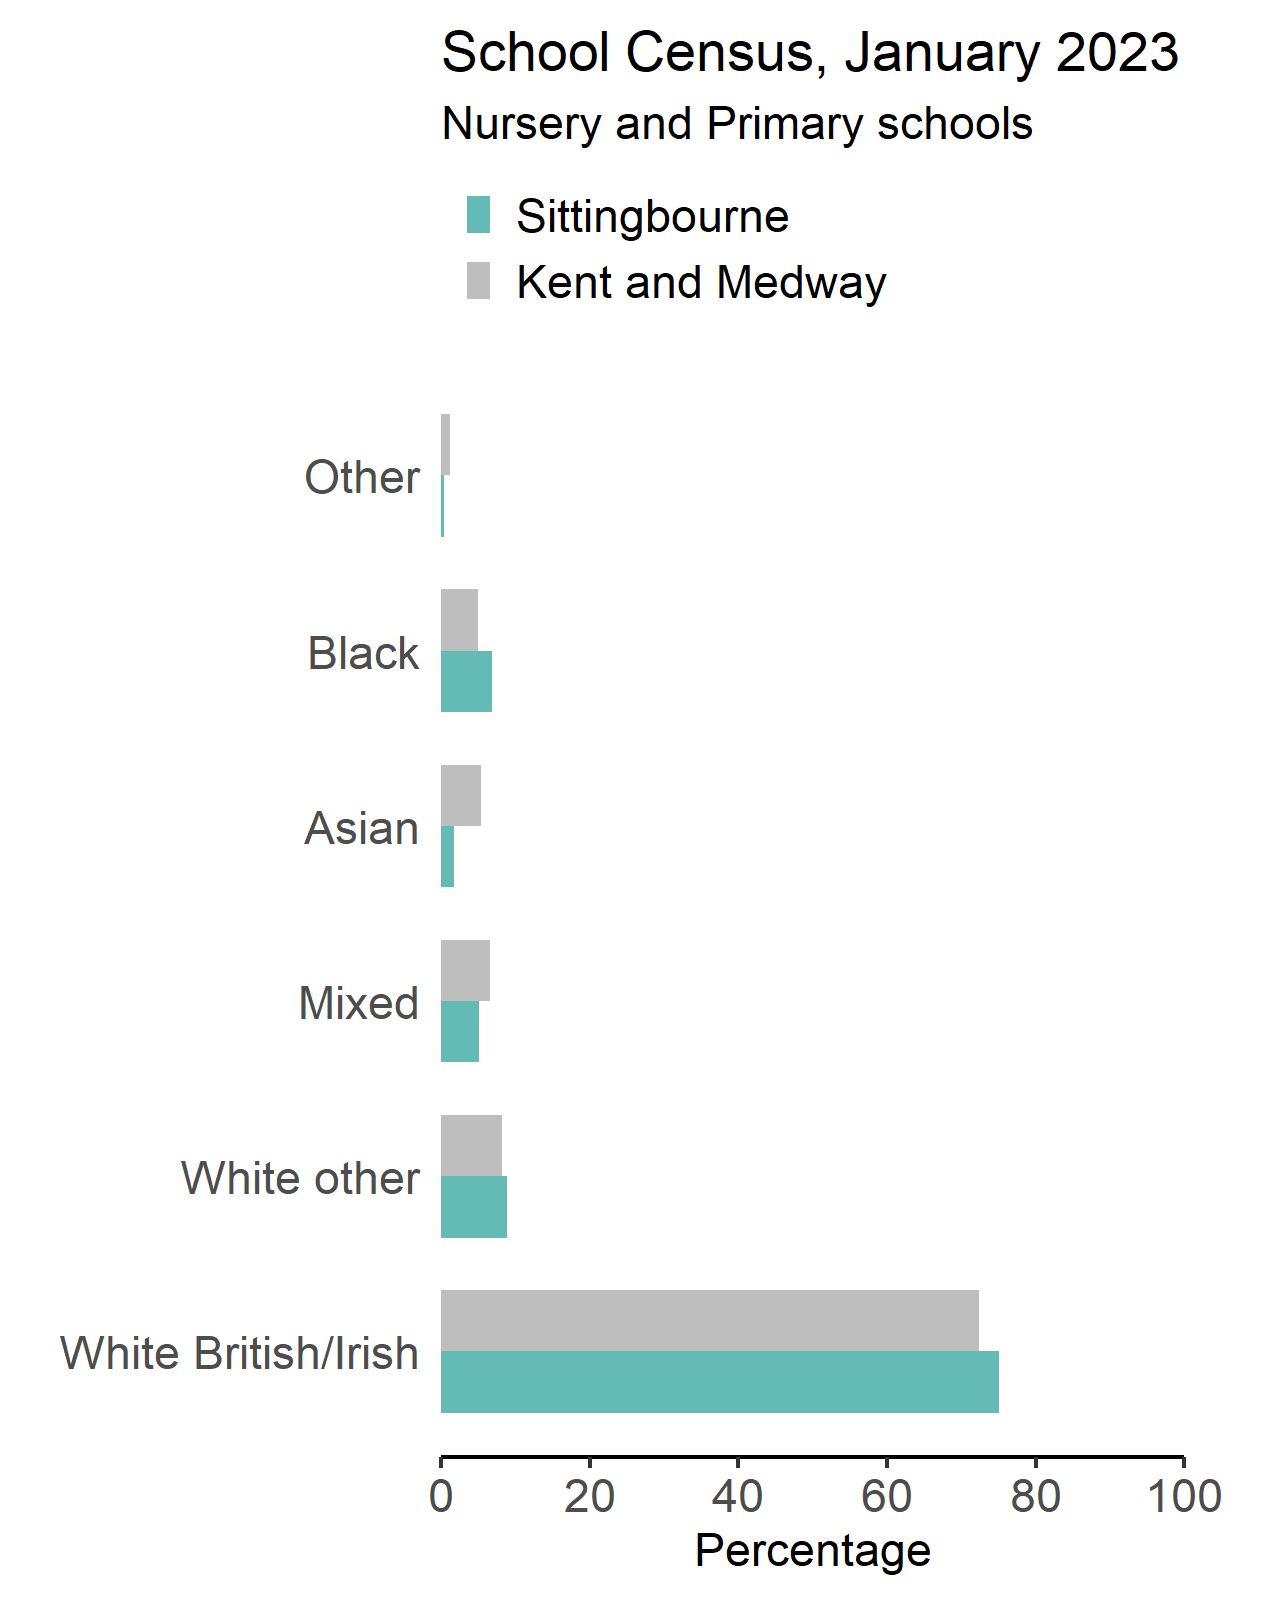 School Census, January 2023
Nursery and Primary schools
Sittingbourne
Kent and Medway
Other
Black
Asian
Mixed
White other
White British/Irish
0 20 40 60 80 100
Percentage